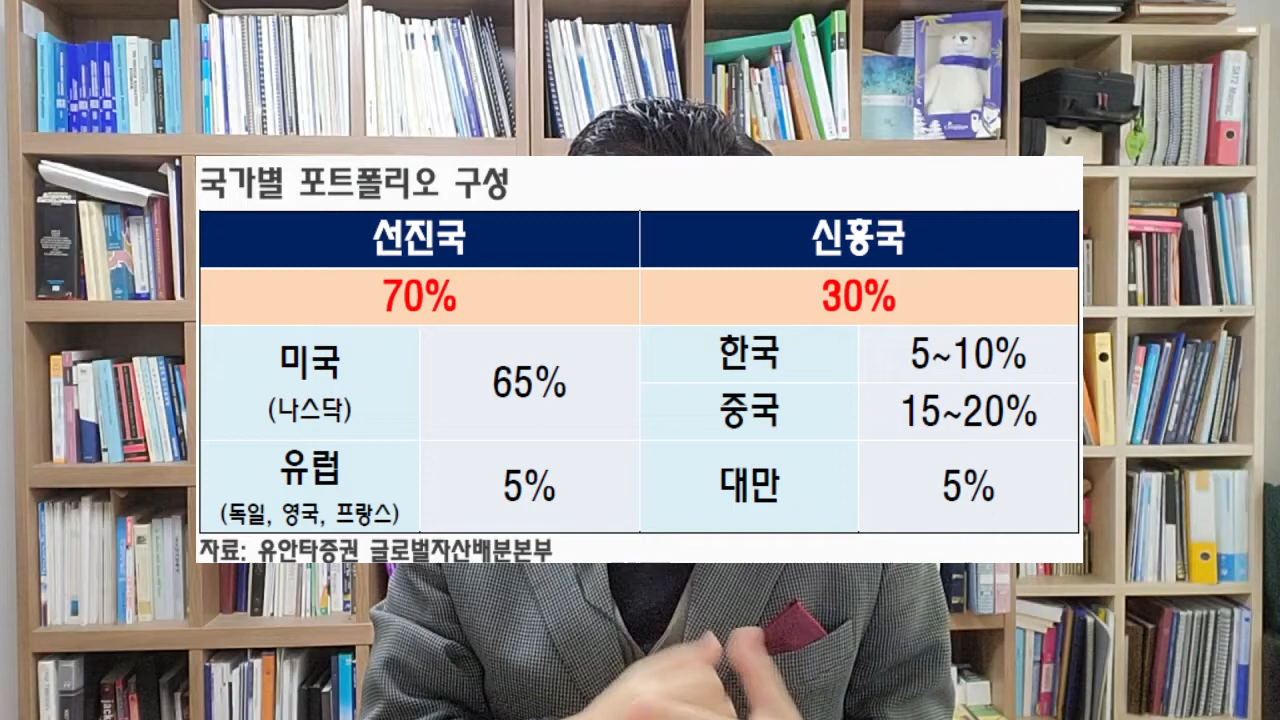 국가별 포트폴리오 구성
선진국 신흥국
70% 30%
미국 (나스닥) 65% 한국 5~10%
중국 15~20%
유럽 (독일, 영국, 프랑스) 5% 대만 5%
자료: 유안타증권 글로벌자산배분본부